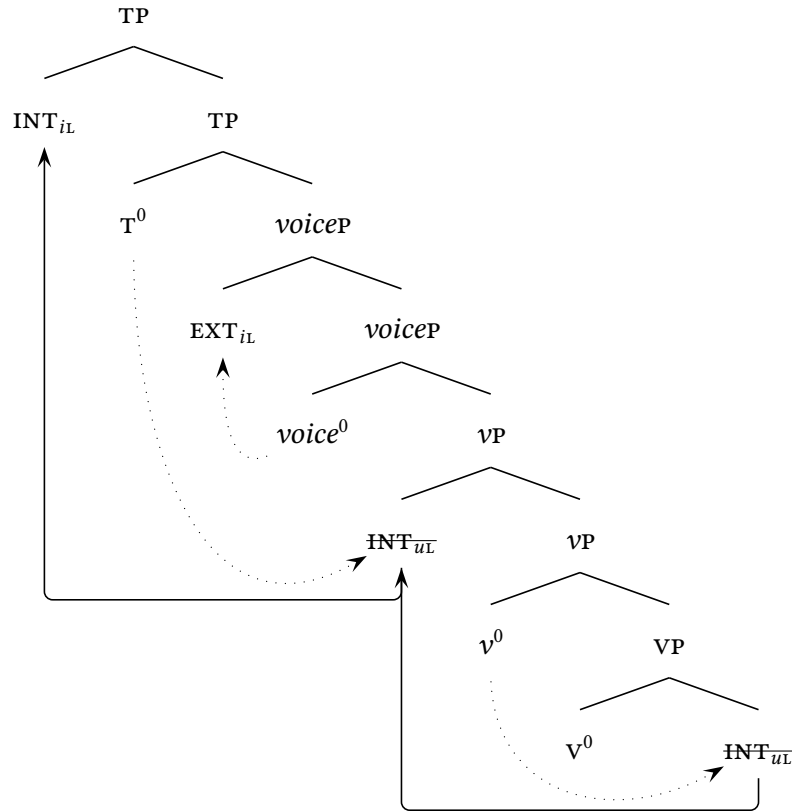 TP
INT_iL TP
T^0 voiceP
EXT_iL voiceP
voice^0 vP
INT_uL vP
v^0 VP
V^0 INT_uL